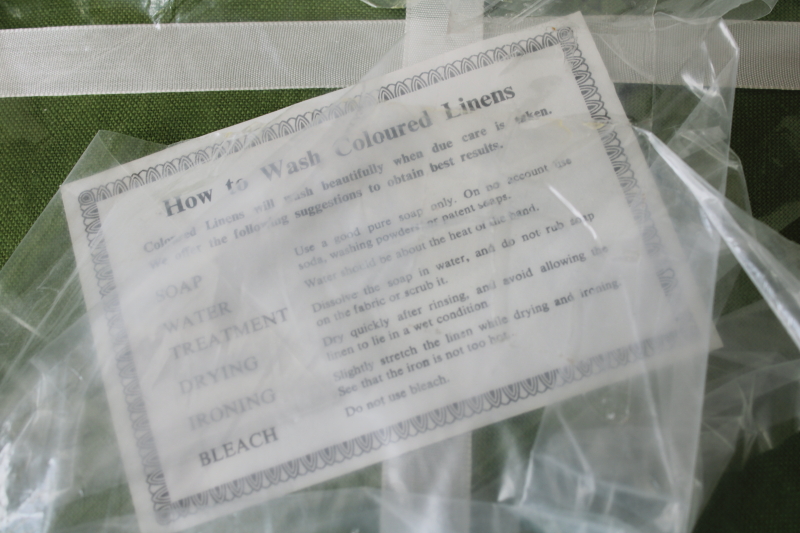 How to Wash Coloured Linens
Coloured Linens will wash beautifully when due care is taken.
We offer the following suggestions to obtain best results.
SOAP Use a good pure soap only. On no account use
soda, washing powders or patent soaps.
WATER Water should be about the heat of the hand.
TREATMENT Dissolve the soap in water, and do not rub soap
on the fabric or scrub it.
DRYING Dry quickly after rinsing, and avoid allowing the
linen to lie in a wet condition
IRONING Slightly stretch the linen while drying and ironing.
See that the iron is not too hot.
BLEACH Do not use bleach.